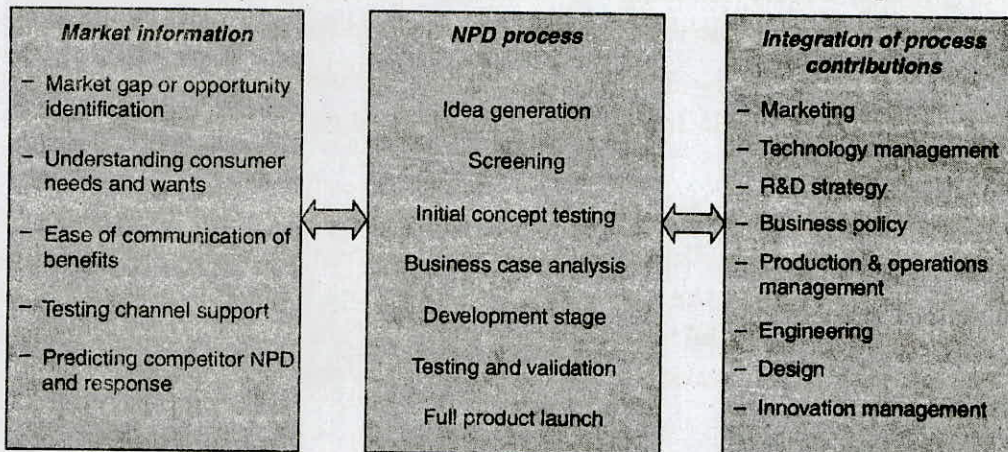 Market information
– Market gap or opportunity
identification
– Understanding consumer
needs and wants
– Ease of communication of
benefits
– Testing channel support
– Predicting competitor NPD
and response
NPD process
Idea generation
Screening
Initial concept testing
Business case analysis
Development stage
Testing and validation
Full product launch
Integration of process
contributions
– Marketing
– Technology management
– R&D strategy
– Business policy
– Production & operations
management
– Engineering
– Design
– Innovation management